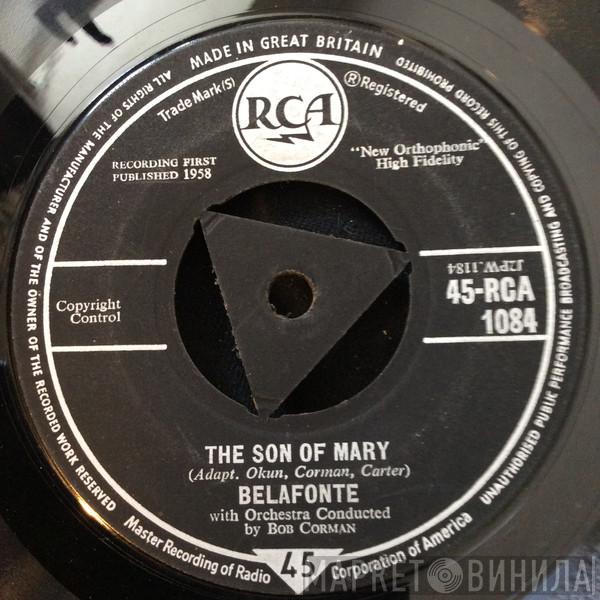 MADE IN GREAT BRITAIN
ALL RIGHTS OF THE MANUFACTURER AND OF THE OWNER OF THE RECORDED WORK RESERVED
UNAUTHORISED PUBLIC PERFORMANCE BROADCASTING AND COPYING OF THIS RECORD PROHIBITED
Trade Mark(S)
RCA
®Registered
RECORDING FIRST
PUBLISHED 1958
"New Orthophonic"
High Fidelity
J2PW.1184
45-RCA
1084
Copyright
Control
THE SON OF MARY
(Adapt. Okun, Corman, Carter)
BELAFONTE
with Orchestra Conducted
by BOB CORMAN
Master Recording of Radio
45
Corporation of America
МАРКЕТ ВИНИЛА